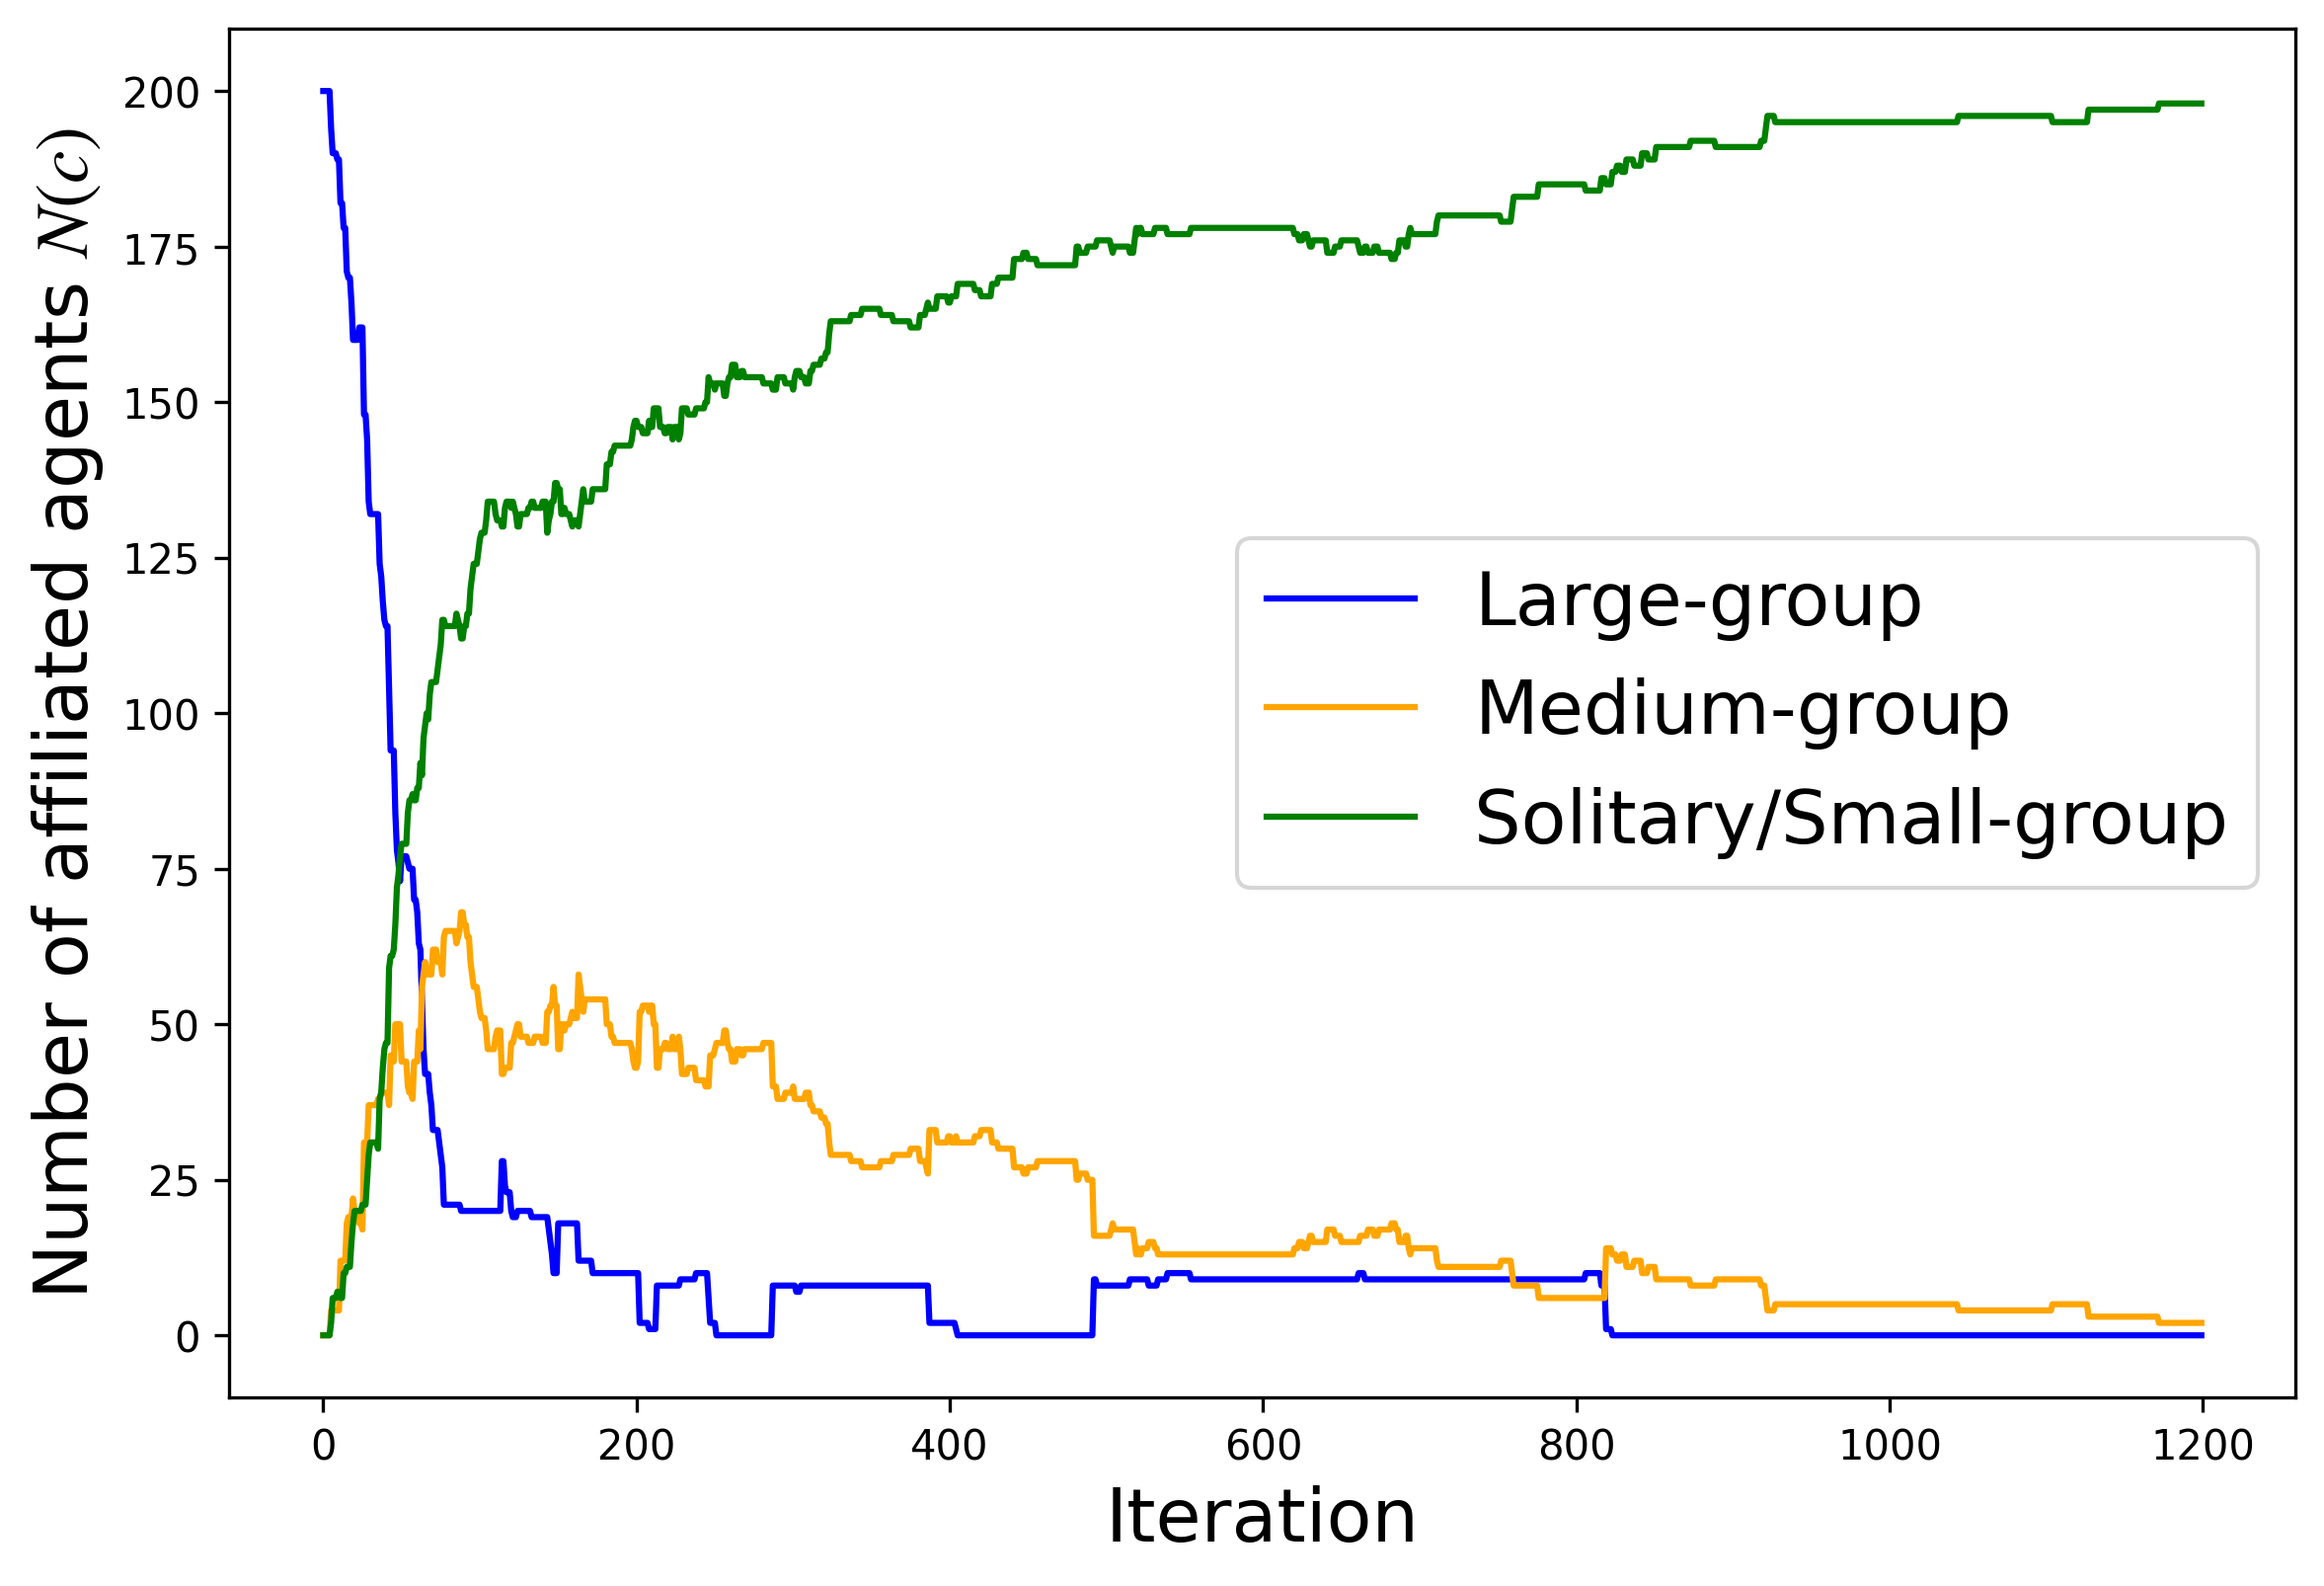 Number of affiliated agents N(c)
200
175
150
125
100
75
50
25
0
Large-group
Medium-group
Solitary/Small-group
0 200 400 600 800 1000 1200
Iteration